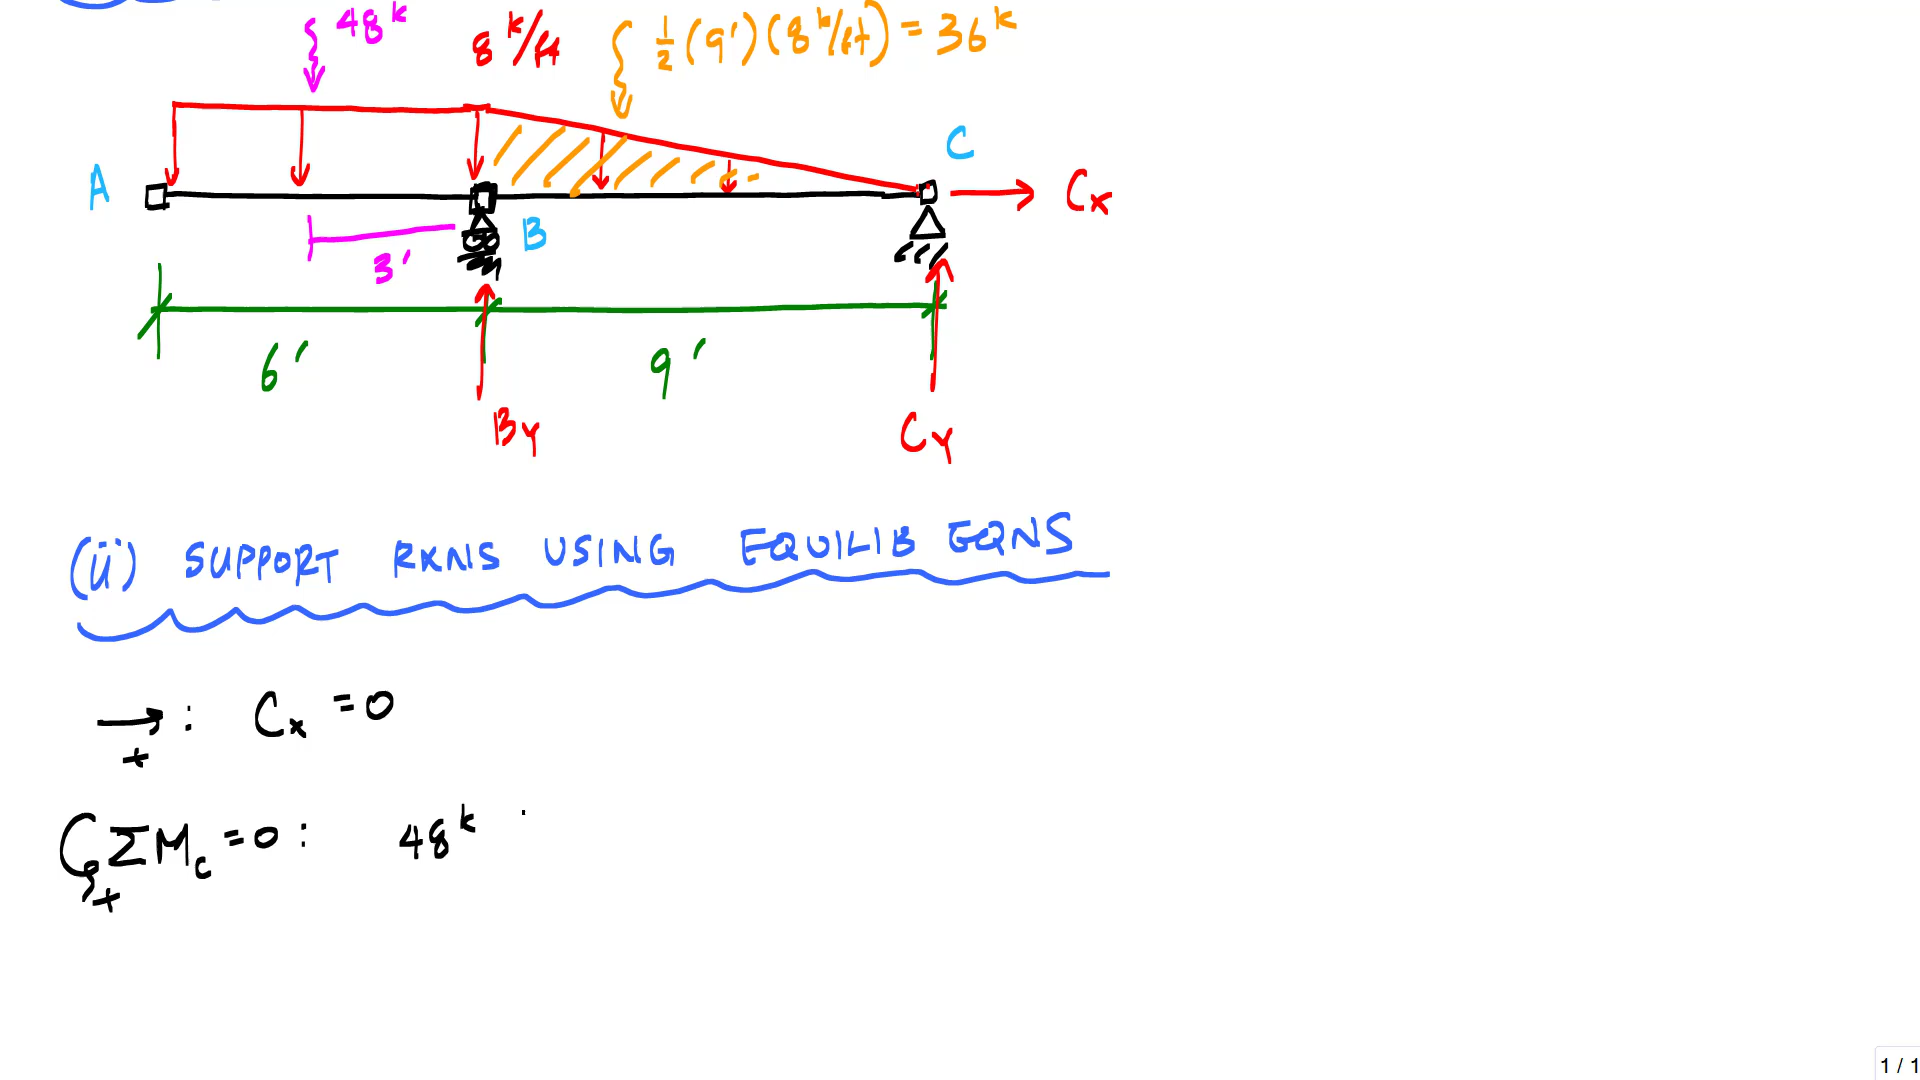 48k 8 k/ft 1/2 (9') (8 k/ft) = 36k
A B C Cx
3'
6' 9'
By Cy
(ii) SUPPORT RXNS USING EQUILIB EQNS
→+ : Cx = 0
+ ΣMc = 0 : 48k
1 / 1